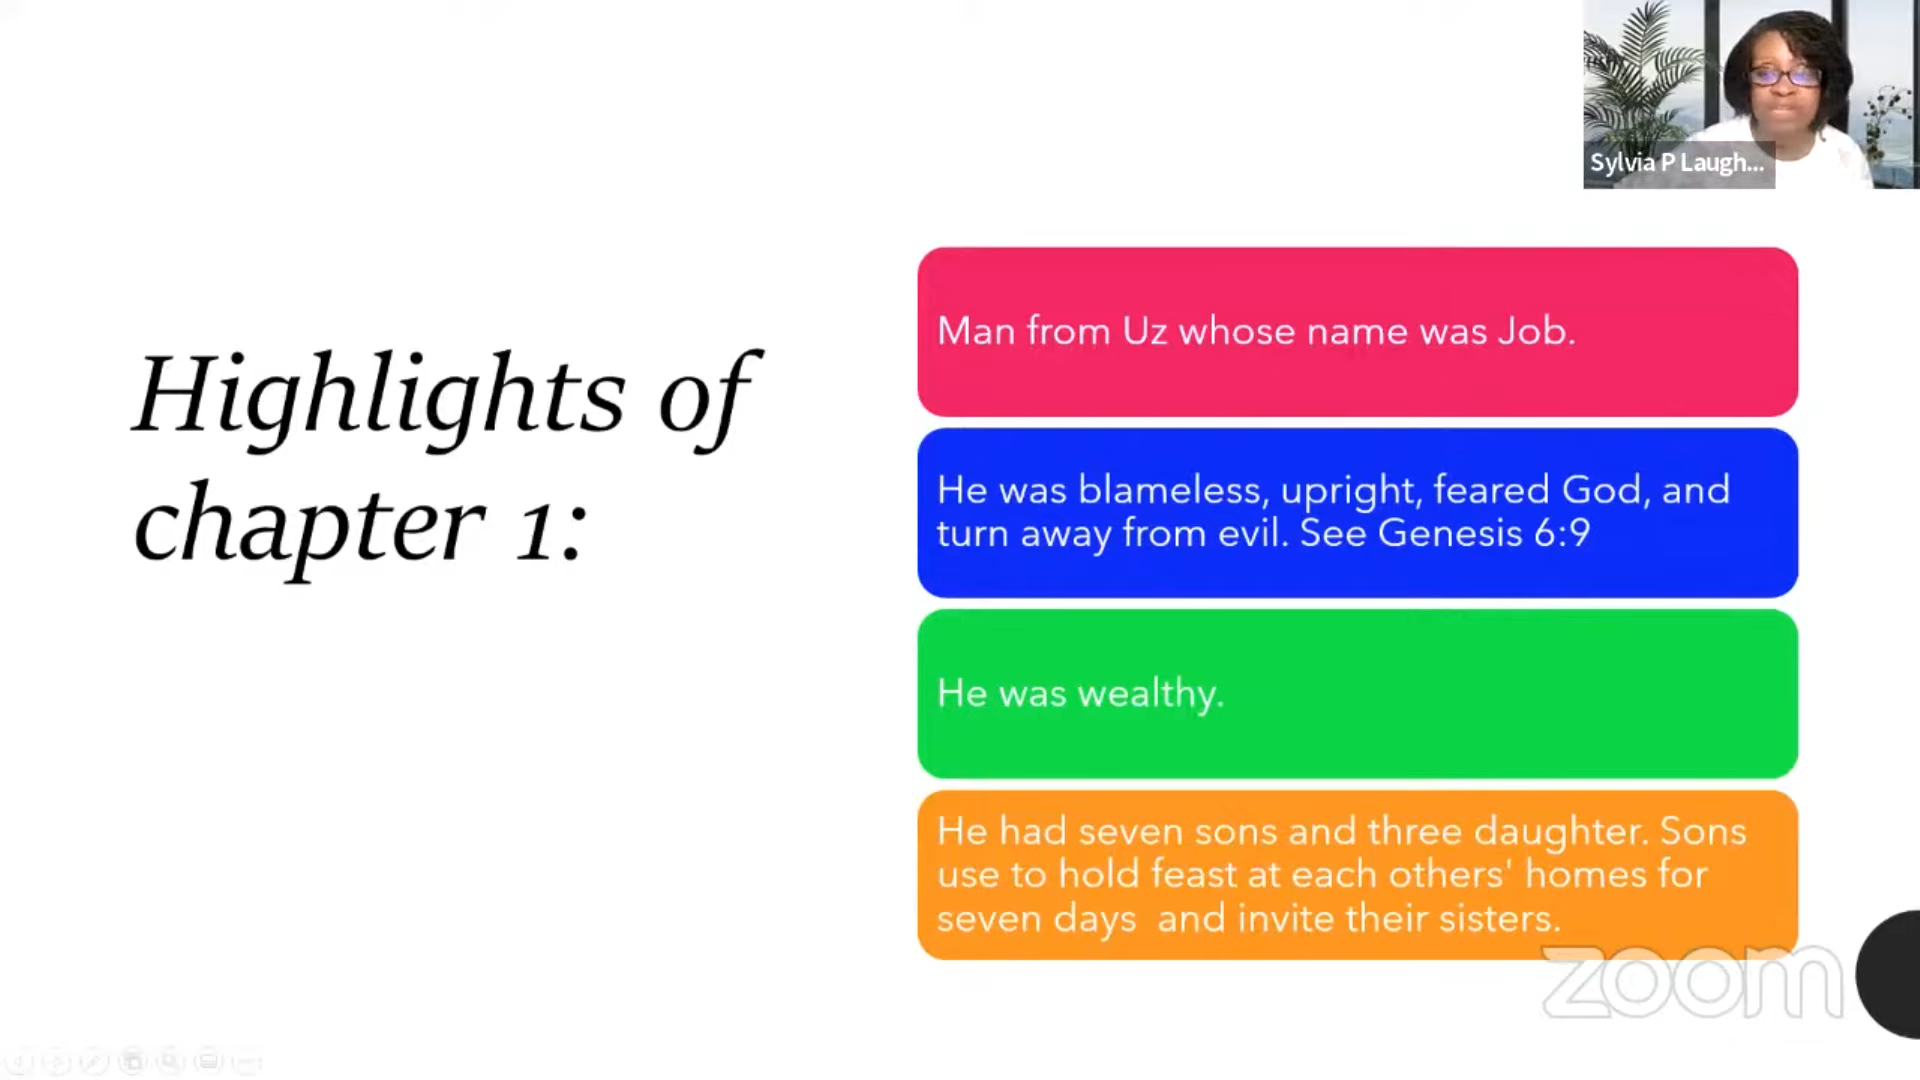 Sylvia P Laugh...
Highlights of
chapter 1:
Man from Uz whose name was Job.
He was blameless, upright, feared God, and
turn away from evil. See Genesis 6:9
He was wealthy.
He had seven sons and three daughter. Sons
use to hold feast at each others' homes for
seven days  and invite their sisters.
zoom